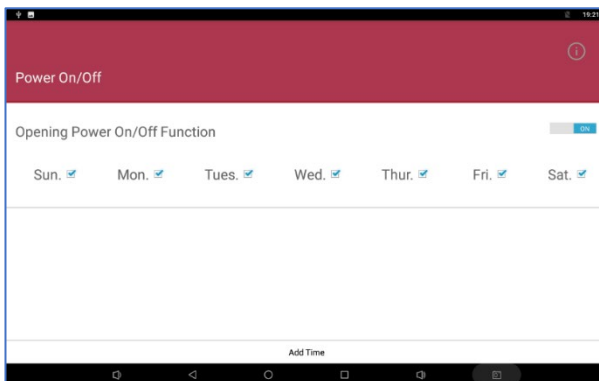 19:21
Power On/Off
Opening Power On/Off Function
ON
Sun. Mon. Tues. Wed. Thur. Fri. Sat.
Add Time